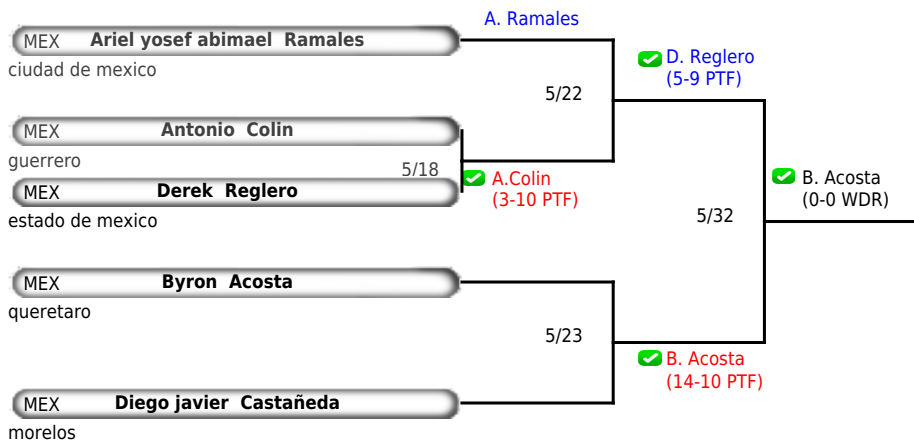 A. Ramales
MEX Ariel yosef abimael Ramales
ciudad de mexico
D. Reglero
(5-9 PTF)
5/22
MEX Antonio Colin
guerrero
5/18
A.Colin
(3-10 PTF)
MEX Derek Reglero
estado de mexico
B. Acosta
(0-0 WDR)
5/32
MEX Byron Acosta
queretaro
5/23
B. Acosta
(14-10 PTF)
MEX Diego javier Castañeda
morelos